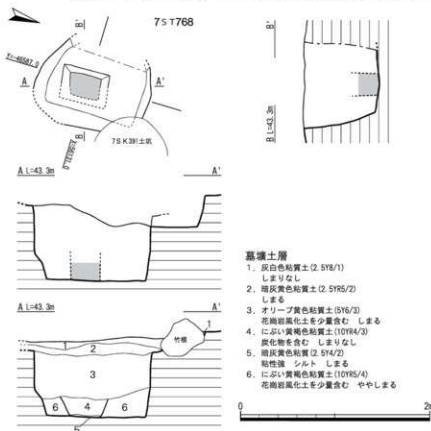 7ST768
B'
A
A'
B
Y=-46587.0
7SK391土坑
B'
B L=43.3m
A L=43.3m
A'
A L=43.3m
A'
竹根
1
1
2
3
6
4
6
5
墓壙土層
1. 灰白色粘質土(2.5Y8/1)
しまりなし
2. 暗灰黄色粘質土(2.5YR5/2)
しまる
3. オリーブ黄色粘質土(5Y6/3)
花崗岩風化土を少量含む しまる
4. にぶい黄褐色粘質土(10YR4/3)
炭化物を含む しまりなし
5. 暗灰黄色粘質(2.5Y4/2)
粘性強 シルト しまる
6. にぶい黄褐色粘質土(10YR5/4)
花崗岩風化土を少量含む ややしまる
0